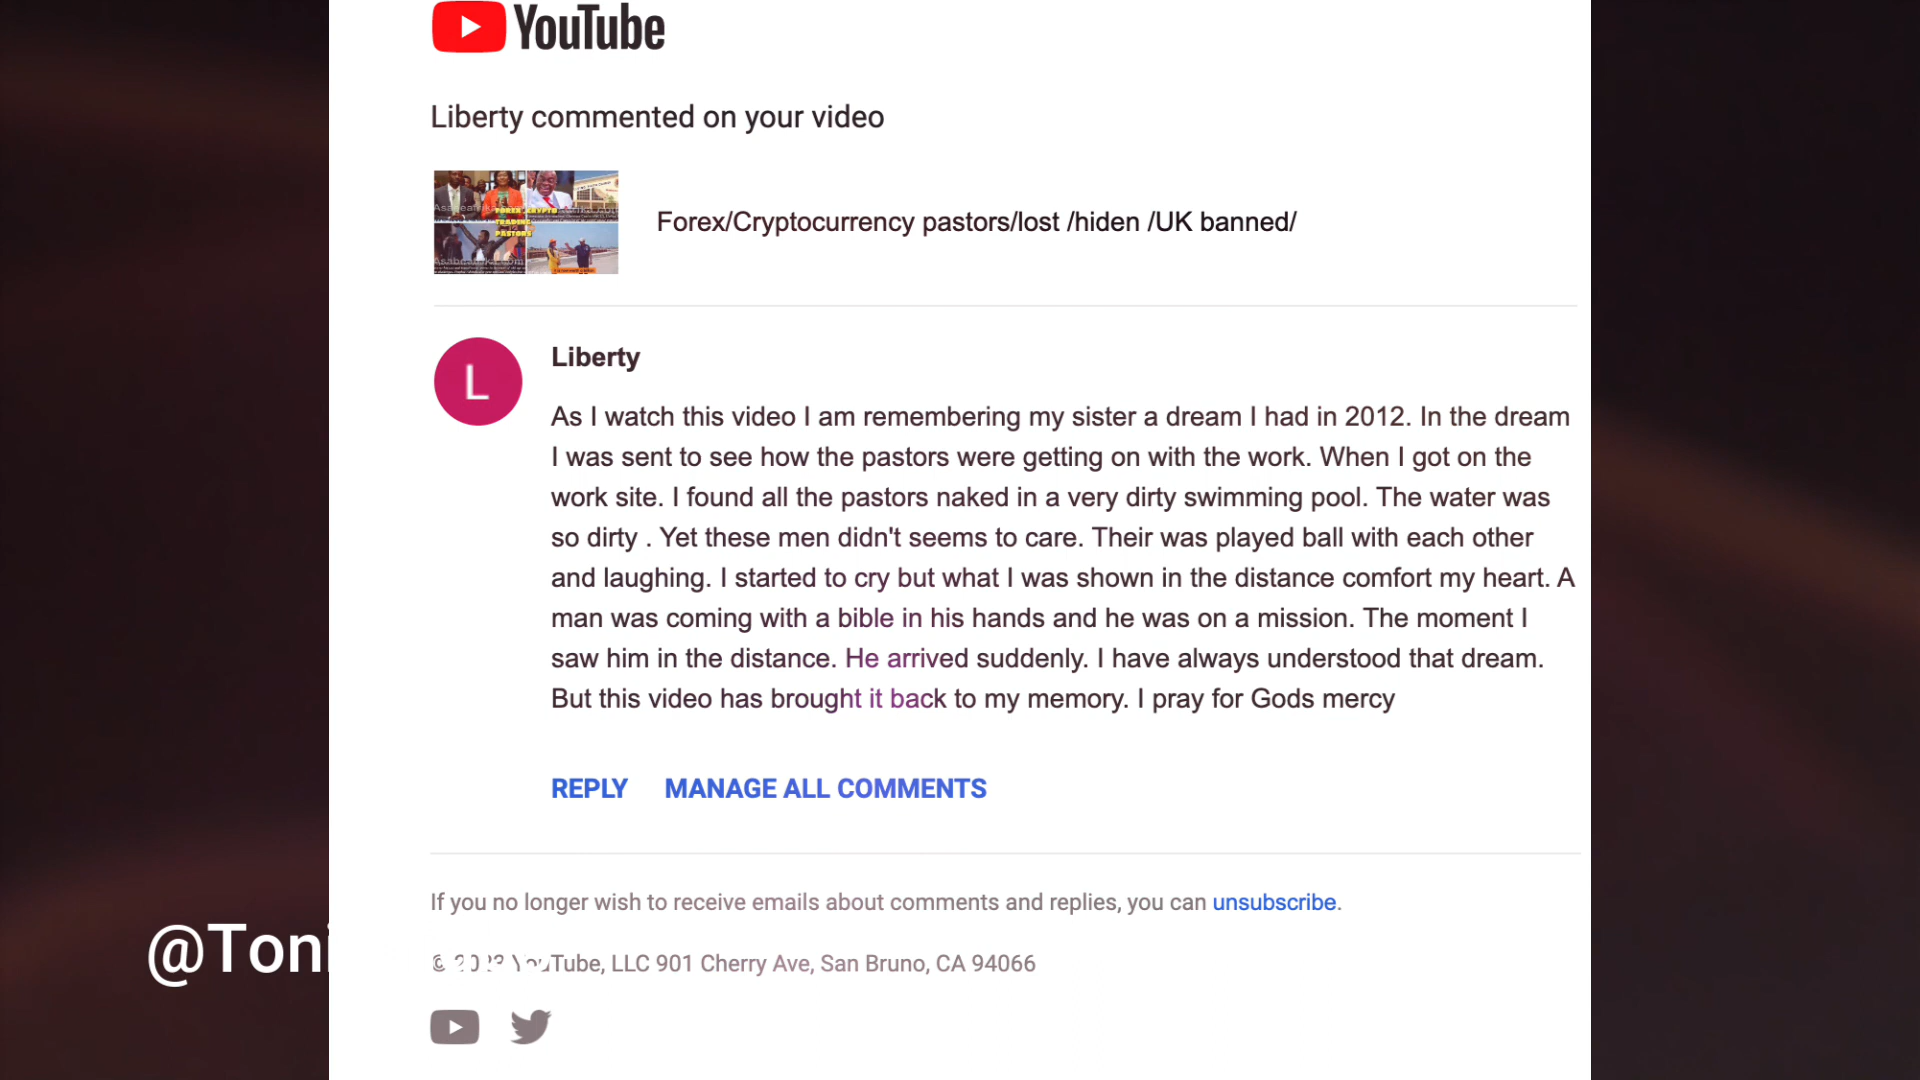 YouTube
Liberty commented on your video
Forex/Cryptocurrency pastors/lost /hiden /UK banned/
FOREX CRYPTO
TRADING
PASTORS
L
Liberty
As I watch this video I am remembering my sister a dream I had in 2012. In the dream
I was sent to see how the pastors were getting on with the work. When I got on the
work site. I found all the pastors naked in a very dirty swimming pool. The water was
so dirty . Yet these men didn't seems to care. Their was played ball with each other
and laughing. I started to cry but what I was shown in the distance comfort my heart. A
man was coming with a bible in his hands and he was on a mission. The moment I
saw him in the distance. He arrived suddenly. I have always understood that dream.
But this video has brought it back to my memory. I pray for Gods mercy
REPLY MANAGE ALL COMMENTS
If you no longer wish to receive emails about comments and replies, you can unsubscribe.
@Toni
© 2023 YouTube, LLC 901 Cherry Ave, San Bruno, CA 94066